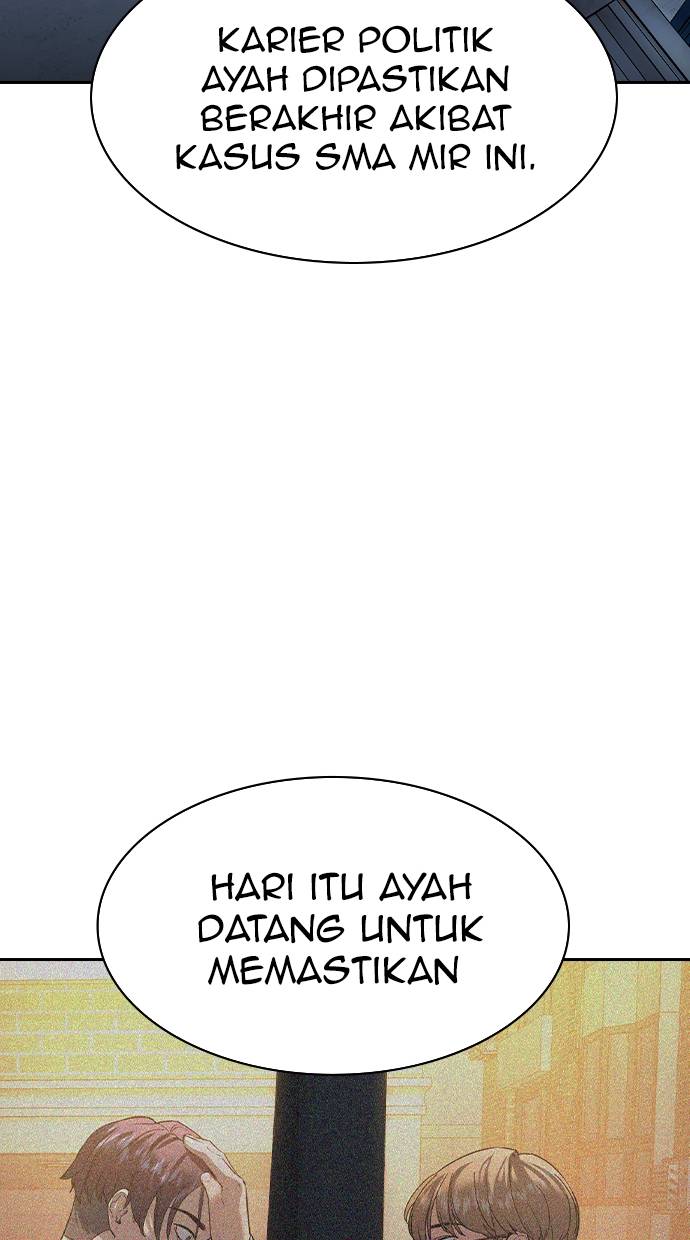 KARIER POLITIK
AYAH DIPASTIKAN
BERAKHIR AKIBAT
KASUS SMA MIR INI.
HARI ITU AYAH
DATANG UNTUK
MEMASTIKAN